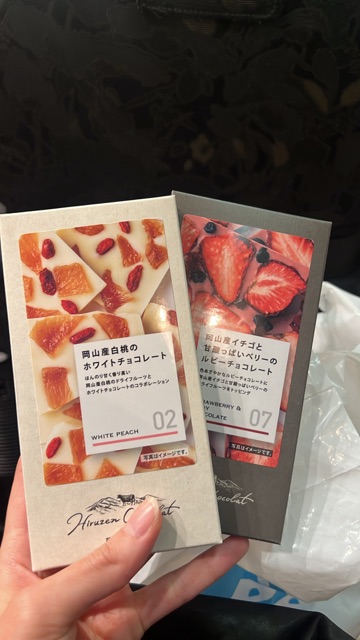 岡山産白桃の
ホワイトチョコレート
ほんのり甘く香り高い
岡山産白桃のドライフルーツと
ホワイトチョコレートのコラボレーション
02
WHITE PEACH
写真はイメージです。
Hiruzen Chocolat
岡山産イチゴと
甘酸っぱいベリーの
ルビーチョコレート
07
写真はイメージです。